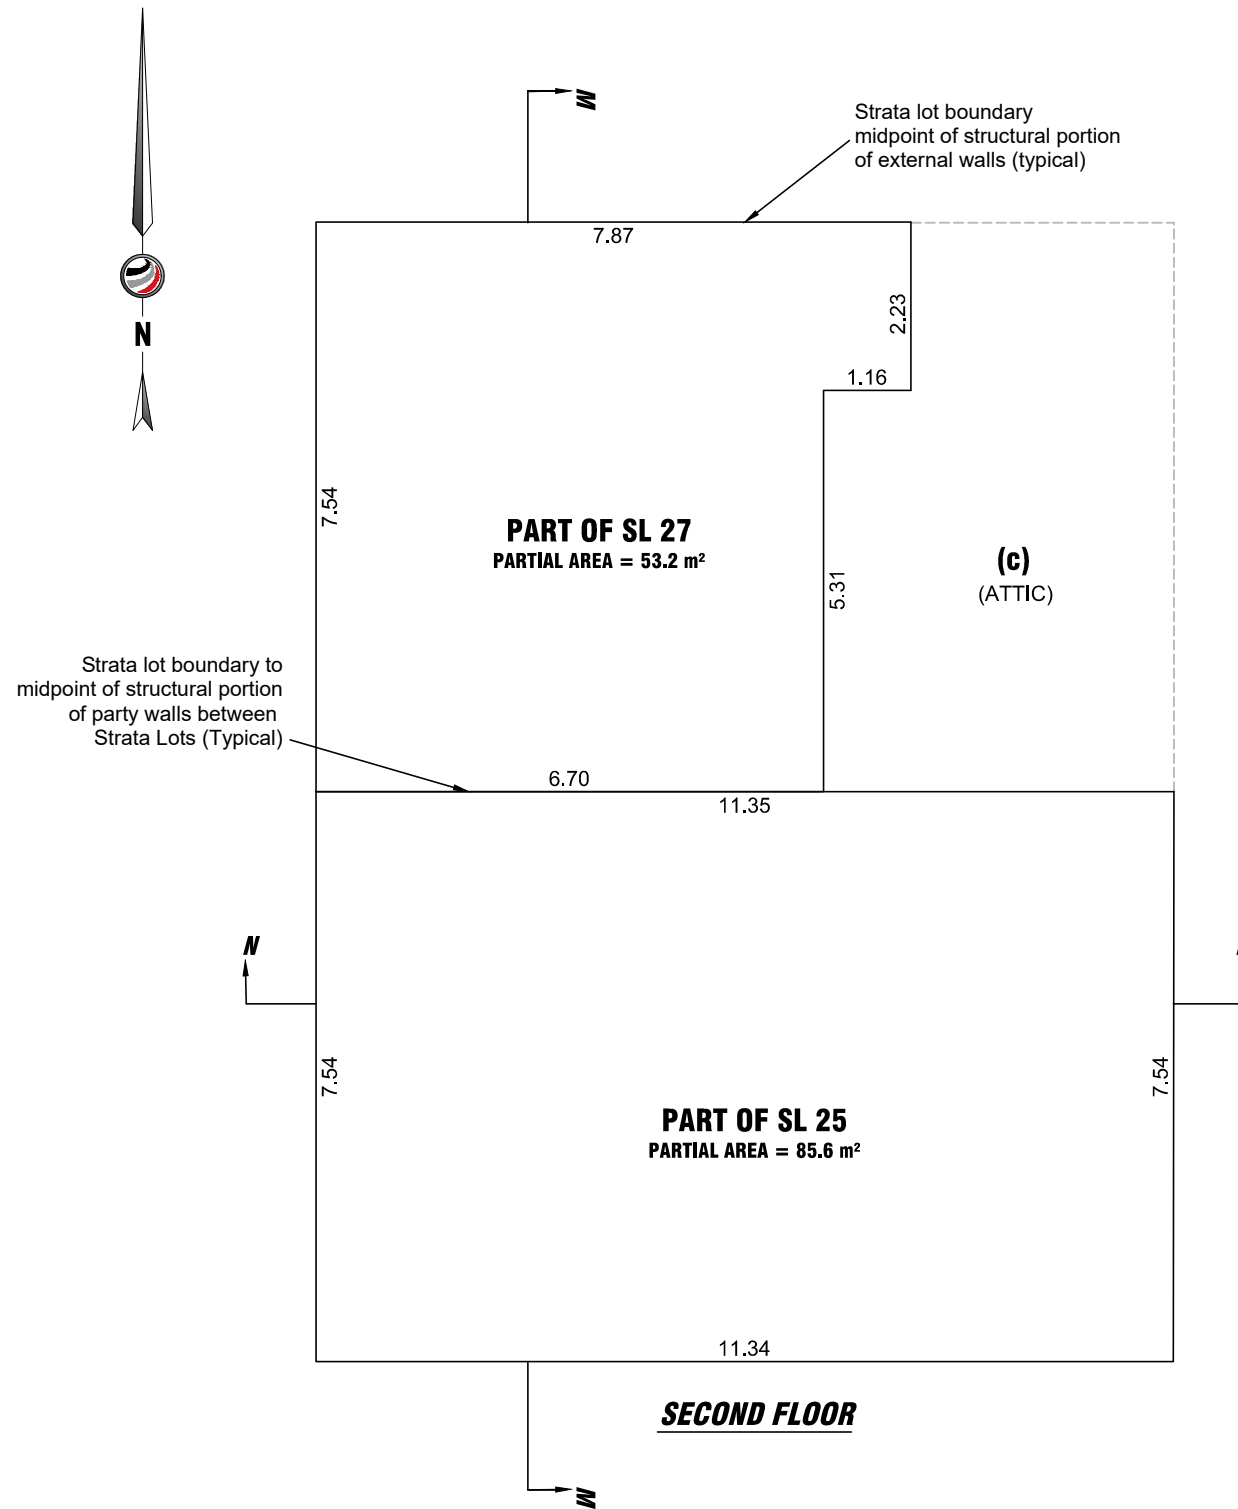 M
Strata lot boundary
midpoint of structural portion
of external walls (typical)
7.87
2.23
N
1.16
7.54
PART OF SL 27
PARTIAL AREA = 53.2 m²
(c)
(ATTIC)
5.31
Strata lot boundary to
midpoint of structural portion
of party walls between
Strata Lots (Typical)
6.70
11.35
N
7.54
7.54
PART OF SL 25
PARTIAL AREA = 85.6 m²
11.34
SECOND FLOOR
M